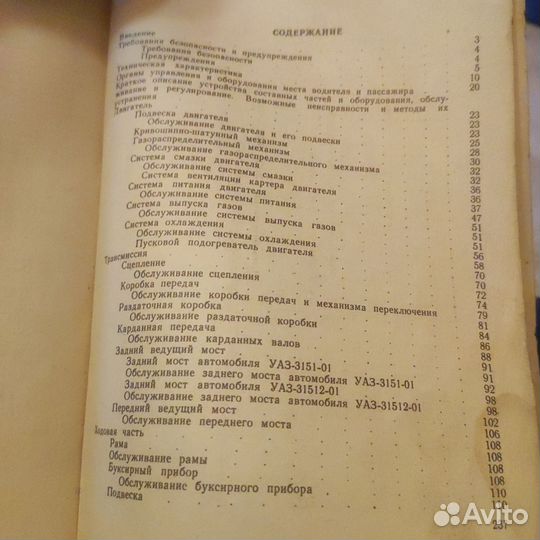 СОДЕРЖАНИЕ
Введение 3
Требования безопасности и предупреждения 4
Требования безопасности 4
Предупреждения 5
Техническая характеристика 10
Органы управления и оборудования места водителя и пассажира 20
Краткое описание устройства составных частей и оборудования, обслу-
живание и регулирование. Возможные неисправности и методы их
устранения 23
Двигатель 23
Подвеска двигателя 23
Обслуживание двигателя и его подвески 25
Кривошипно-шатунный механизм 28
Газораспределительный механизм 30
Обслуживание газораспределительного механизма 32
Система смазки двигателя 32
Обслуживание системы смазки 36
Система вентиляции картера двигателя 36
Система питания двигателя 37
Обслуживание системы питания 47
Система выпуска газов 51
Обслуживание системы выпуска газов 51
Система охлаждения 51
Обслуживание системы охлаждения 56
Пусковой подогреватель двигателя 58
Трансмиссия 70
Сцепление 70
Обслуживание сцепления 72
Коробка передач 74
Обслуживание коробки передач и механизма переключения 79
Раздаточная коробка 81
Обслуживание раздаточной коробки 84
Карданная передача 86
Обслуживание карданных валов 88
Задний ведущий мост 91
Задний мост автомобиля УАЗ-3151-01 91
Обслуживание заднего моста автомобиля УАЗ-3151-01 92
Задний мост автомобиля УАЗ-31512-01 98
Обслуживание заднего моста автомобиля УАЗ-31512-01 98
Передний ведущий мост 102
Обслуживание переднего моста 106
Ходовая часть 108
Рама 108
Обслуживание рамы 108
Буксирный прибор 108
Обслуживание буксирного прибора 110
Подвеска 110
Avito